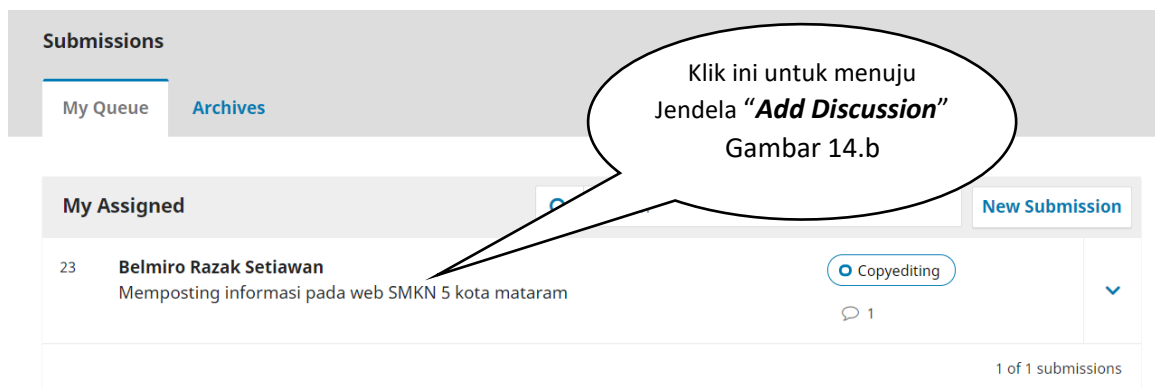 Submissions
My Queue
Archives
Klik ini untuk menuju
Jendela “Add Discussion”
Gambar 14.b
My Assigned
New Submission
23
Belmiro Razak Setiawan
Memposting informasi pada web SMKN 5 kota mataram
Copyediting
1
1 of 1 submissions